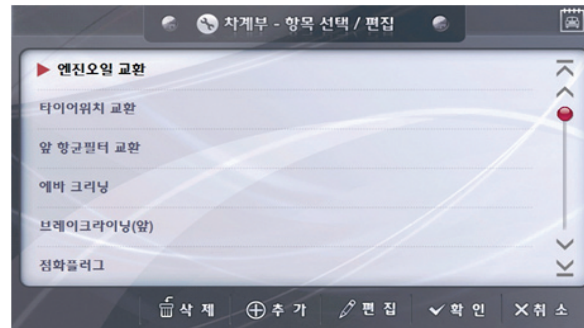 차계부 - 항목 선택 / 편집
엔진오일 교환
타이어위치 교환
앞 항균필터 교환
에바 크리닝
브레이크라이닝(앞)
점화플러그
삭 제 추 가 편 집 확 인 취 소